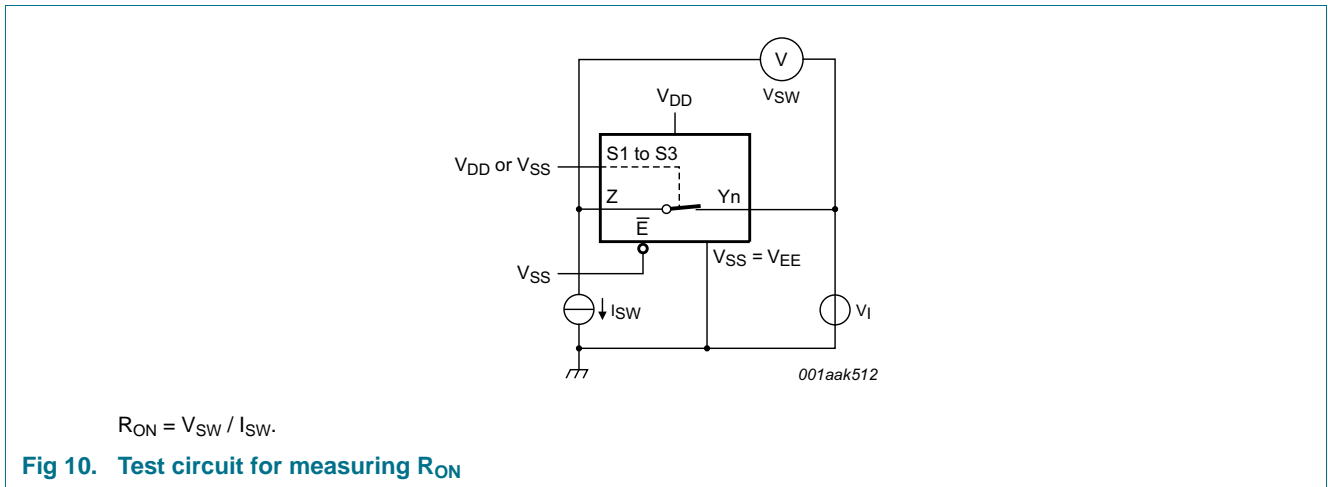 V
VSW
VDD
S1 to S3
VDD or VSS
Z
Yn
E
VSS = VEE
VSS
ISW
VI
001aak512
RON = VSW / ISW.
Fig 10. Test circuit for measuring RON